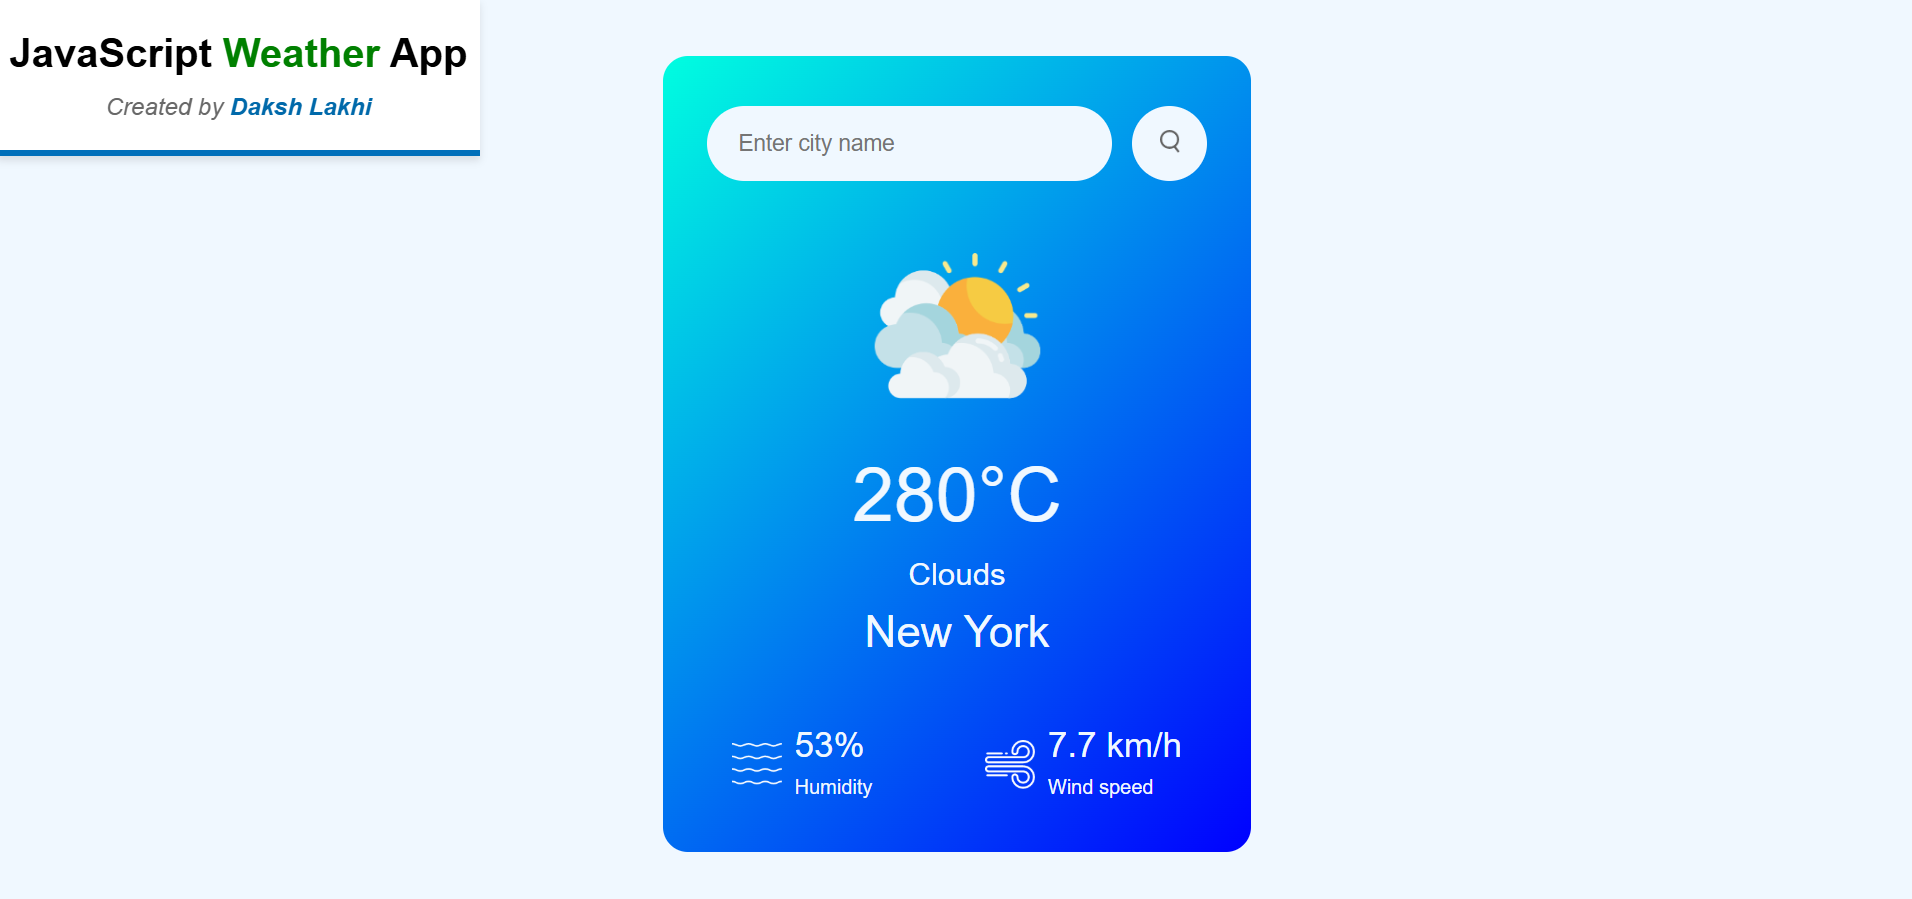 JavaScript Weather App
Created by Daksh Lakhi
Enter city name
280°C
Clouds
New York
53%
Humidity
7.7 km/h
Wind speed